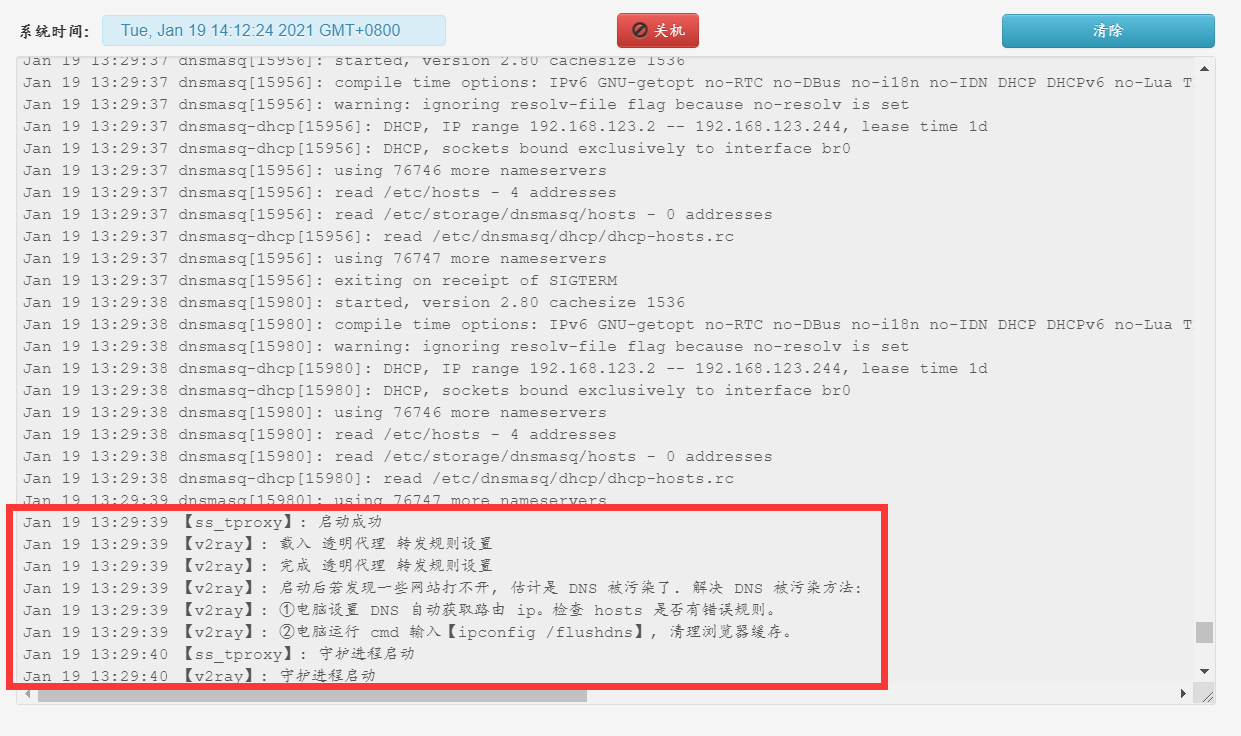 系统时间:
Tue, Jan 19 14:12:24 2021 GMT+0800
关机
清除
Jan 19 13:29:37 dnsmasq[15956]: started, version 2.80 cachesize 1536
Jan 19 13:29:37 dnsmasq[15956]: compile time options: IPv6 GNU-getopt no-RTC no-DBus no-i18n no-IDN DHCP DHCPv6 no-Lua T
Jan 19 13:29:37 dnsmasq[15956]: warning: ignoring resolv-file flag because no-resolv is set
Jan 19 13:29:37 dnsmasq-dhcp[15956]: DHCP, IP range 192.168.123.2 -- 192.168.123.244, lease time 1d
Jan 19 13:29:37 dnsmasq-dhcp[15956]: DHCP, sockets bound exclusively to interface br0
Jan 19 13:29:37 dnsmasq[15956]: using 76746 more nameservers
Jan 19 13:29:37 dnsmasq[15956]: read /etc/hosts - 4 addresses
Jan 19 13:29:37 dnsmasq[15956]: read /etc/storage/dnsmasq/hosts - 0 addresses
Jan 19 13:29:37 dnsmasq-dhcp[15956]: read /etc/dnsmasq/dhcp/dhcp-hosts.rc
Jan 19 13:29:37 dnsmasq[15956]: using 76747 more nameservers
Jan 19 13:29:37 dnsmasq[15956]: exiting on receipt of SIGTERM
Jan 19 13:29:38 dnsmasq[15980]: started, version 2.80 cachesize 1536
Jan 19 13:29:38 dnsmasq[15980]: compile time options: IPv6 GNU-getopt no-RTC no-DBus no-i18n no-IDN DHCP DHCPv6 no-Lua T
Jan 19 13:29:38 dnsmasq[15980]: warning: ignoring resolv-file flag because no-resolv is set
Jan 19 13:29:38 dnsmasq-dhcp[15980]: DHCP, IP range 192.168.123.2 -- 192.168.123.244, lease time 1d
Jan 19 13:29:38 dnsmasq-dhcp[15980]: DHCP, sockets bound exclusively to interface br0
Jan 19 13:29:38 dnsmasq[15980]: using 76746 more nameservers
Jan 19 13:29:38 dnsmasq[15980]: read /etc/hosts - 4 addresses
Jan 19 13:29:38 dnsmasq[15980]: read /etc/storage/dnsmasq/hosts - 0 addresses
Jan 19 13:29:38 dnsmasq-dhcp[15980]: read /etc/dnsmasq/dhcp/dhcp-hosts.rc
Jan 19 13:29:39 dnsmasq[15980]: using 76747 more nameservers
Jan 19 13:29:39 【ss_tproxy】: 启动成功
Jan 19 13:29:39 【v2ray】: 载入 透明代理 转发规则设置
Jan 19 13:29:39 【v2ray】: 完成 透明代理 转发规则设置
Jan 19 13:29:39 【v2ray】: 启动后若发现一些网站打不开, 估计是 DNS 被污染了. 解决 DNS 被污染方法:
Jan 19 13:29:39 【v2ray】: ①电脑设置 DNS 自动获取路由 ip。检查 hosts 是否有错误规则。
Jan 19 13:29:39 【v2ray】: ②电脑运行 cmd 输入【ipconfig /flushdns】, 清理浏览器缓存。
Jan 19 13:29:40 【ss_tproxy】: 守护进程启动
Jan 19 13:29:40 【v2ray】: 守护进程启动